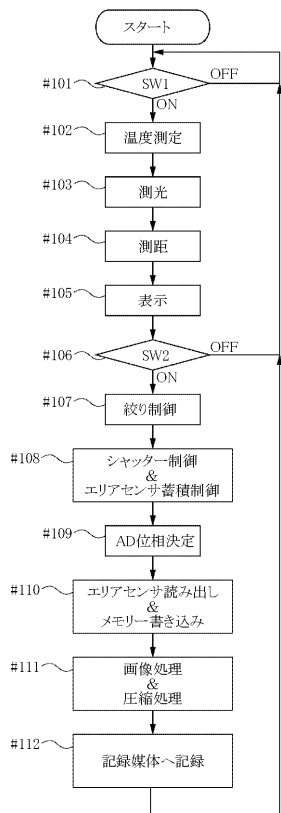 スタート
#101
SW1
OFF
ON
#102
温度測定
#103
測光
#104
測距
#105
表示
#106
SW2
OFF
ON
#107
絞り制御
#108
シャッター制御
&
エリアセンサ蓄積制御
#109
AD位相決定
#110
エリアセンサ読み出し
&
メモリー書き込み
#111
画像処理
&
圧縮処理
#112
記録媒体へ記録